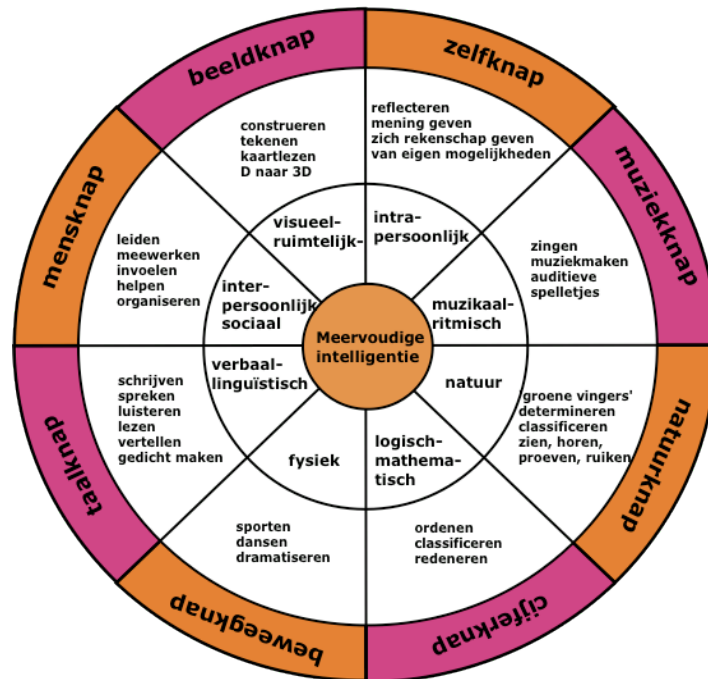 beeldknap
zelfknap
muziekknap
natuurknap
cijferknap
beweegknap
taalknap
mensknap
construeren
tekenen
kaartlezen
D naar 3D
reflecteren
mening geven
zich rekenschap geven
van eigen mogelijkheden
zingen
muziekmaken
auditieve
spelletjes
'groene vingers'
determineren
classificeren
zien, horen,
proeven, ruiken
ordenen
classificeren
redeneren
sporten
dansen
dramatiseren
schrijven
spreken
luisteren
lezen
vertellen
gedicht maken
leiden
meewerken
invoelen
helpen
organiseren
visueel-
ruimtelijk-
intra-
persoonlijk
muzikaal-
ritmisch
natuur
logisch-
mathema-
tisch
fysiek
verbaal-
linguïstisch
inter-
persoonlijk
sociaal
Meervoudige
intelligentie